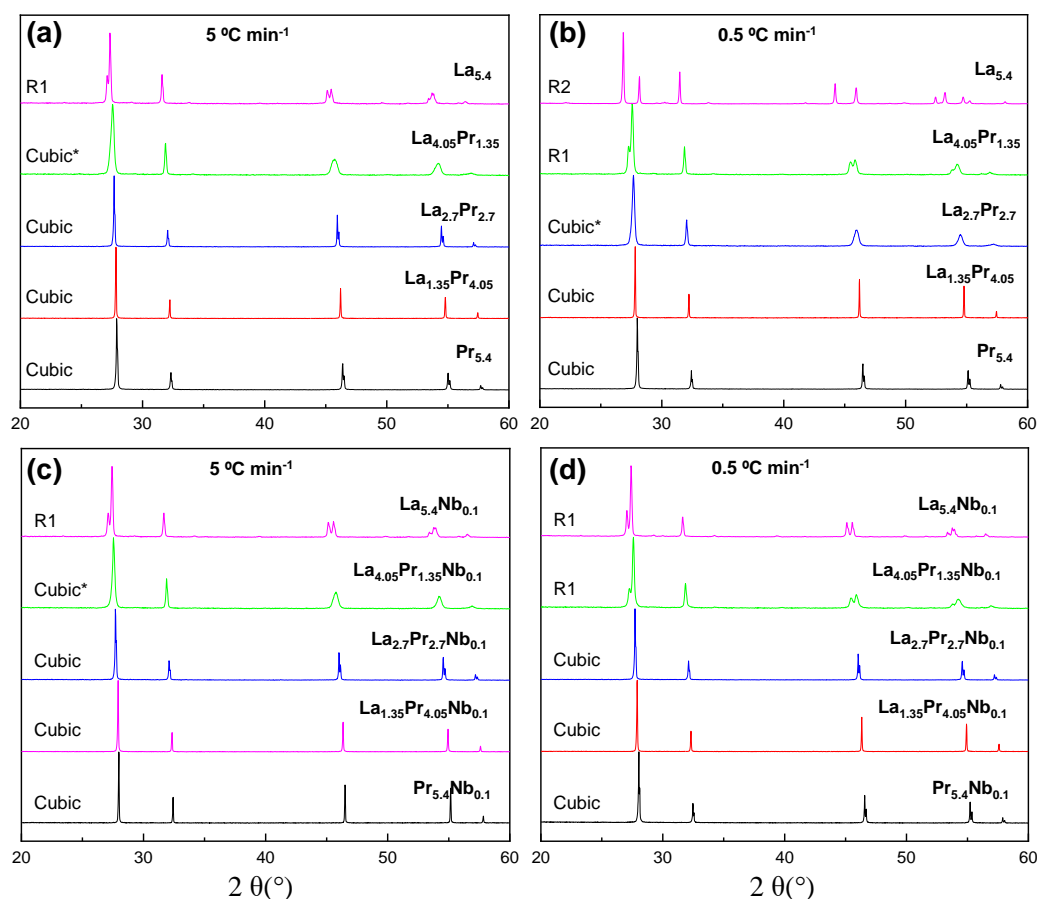 (a)
5 ⁰C min⁻¹
La₅.₄
R1
La₄.₀₅Pr₁.₃₅
Cubic*
La₂.₇Pr₂.₇
Cubic
La₁.₃₅Pr₄.₀₅
Cubic
Pr₅.₄
Cubic
20 30 40 50 60
(b)
0.5 ⁰C min⁻¹
La₅.₄
R2
La₄.₀₅Pr₁.₃₅
R1
La₂.₇Pr₂.₇
Cubic*
La₁.₃₅Pr₄.₀₅
Cubic
Pr₅.₄
Cubic
20 30 40 50 60
(c)
5 ⁰C min⁻¹
La₅.₄Nb₀.₁
R1
La₄.₀₅Pr₁.₃₅Nb₀.₁
Cubic*
La₂.₇Pr₂.₇Nb₀.₁
Cubic
La₁.₃₅Pr₄.₀₅Nb₀.₁
Cubic
Pr₅.₄Nb₀.₁
Cubic
20 30 40 50 60
2 θ(°)
(d)
0.5 ⁰C min⁻¹
La₅.₄Nb₀.₁
R1
La₄.₀₅Pr₁.₃₅Nb₀.₁
R1
La₂.₇Pr₂.₇Nb₀.₁
Cubic
La₁.₃₅Pr₄.₀₅Nb₀.₁
Cubic
Pr₅.₄Nb₀.₁
Cubic
20 30 40 50 60
2 θ(°)